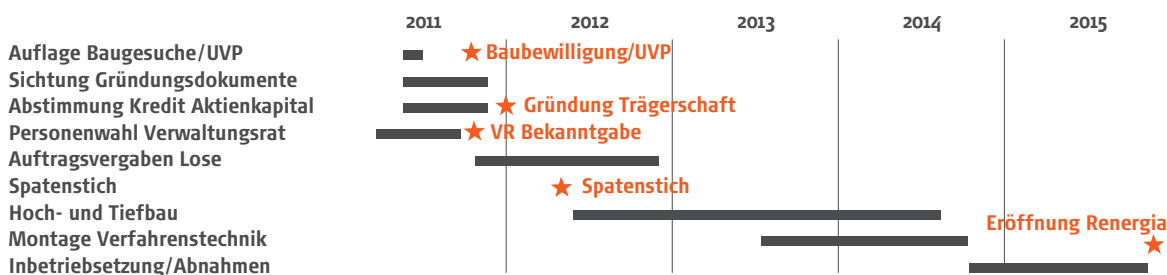 2011 2012 2013 2014 2015
Auflage Baugesuche/UVP ★ Baubewilligung/UVP
Sichtung Gründungsdokumente
Abstimmung Kredit Aktienkapital ★ Gründung Trägerschaft
Personenwahl Verwaltungsrat ★ VR Bekanntgabe
Auftragsvergaben Lose
Spatenstich ★ Spatenstich
Hoch- und Tiefbau
Eröffnung Renergia
Montage Verfahrenstechnik ★
Inbetriebsetzung/Abnahmen